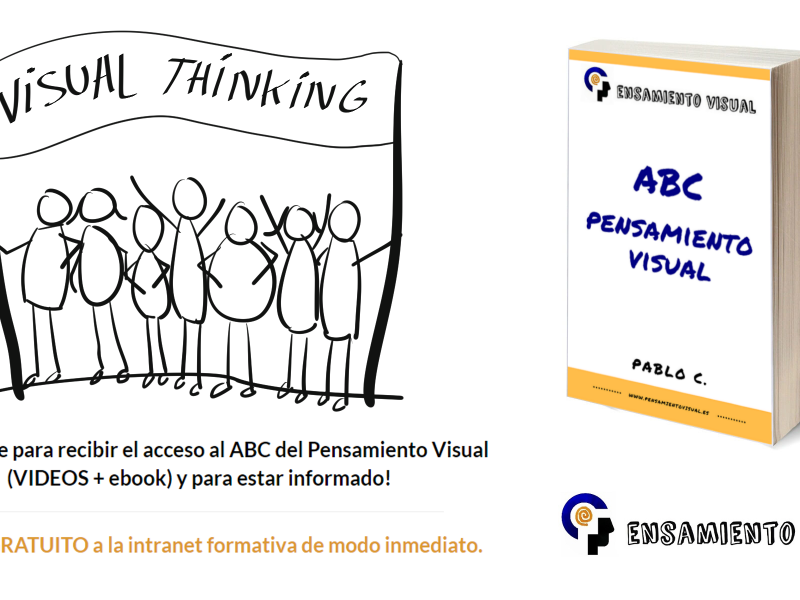 VISUAL THINKING
ENSAMIENTO VISUAL
ABC
PENSAMIENTO
VISUAL
PABLO C.
WWW.PENSAMIENTOVISUAL.ES
e para recibir el acceso al ABC del Pensamiento Visual
(VIDEOS + ebook) y para estar informado!
RATUITO a la intranet formativa de modo inmediato.
ENSAMIENTO